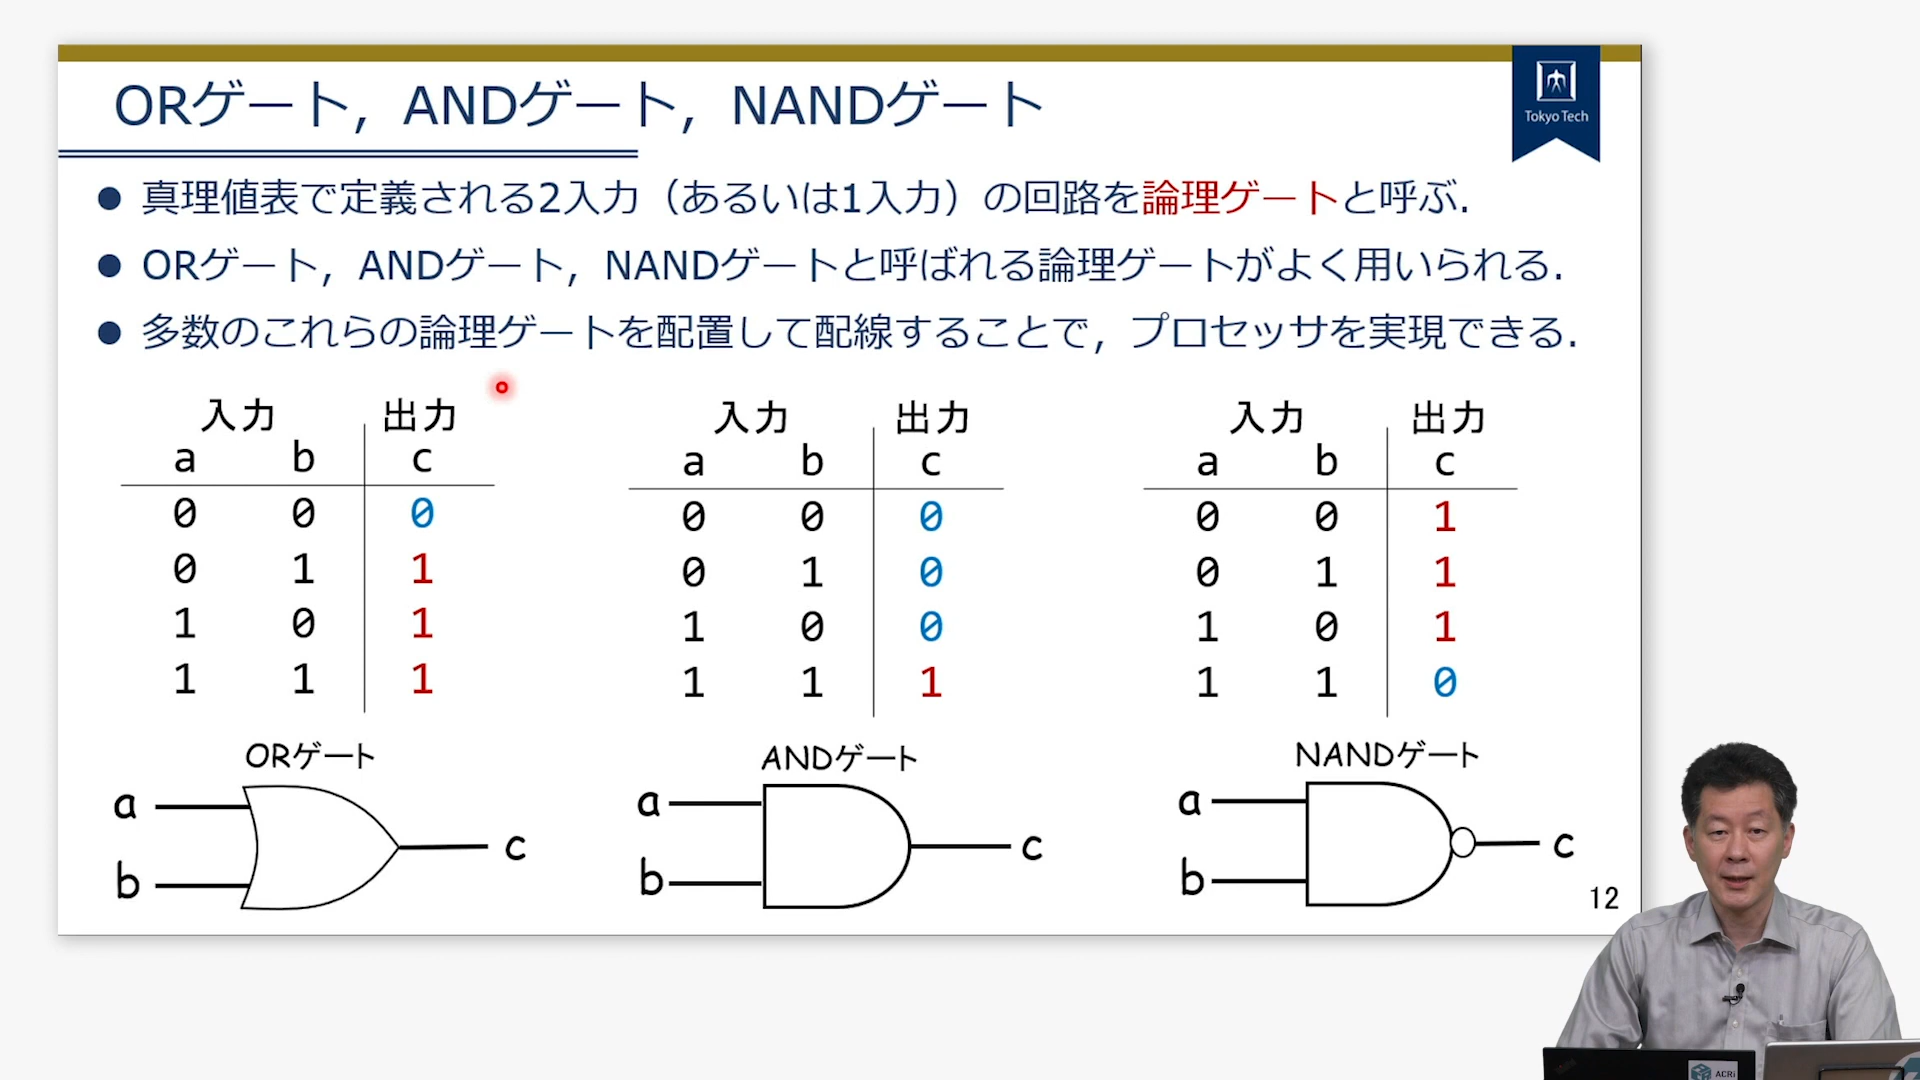 ORゲート，ANDゲート，NANDゲート
Tokyo Tech
● 真理値表で定義される2入力（あるいは1入力）の回路を論理ゲートと呼ぶ．
● ORゲート，ANDゲート，NANDゲートと呼ばれる論理ゲートがよく用いられる．
● 多数のこれらの論理ゲートを配置して配線することで，プロセッサを実現できる．
入力 出力
a b c
0 0 0
0 1 1
1 0 1
1 1 1
ORゲート
a
b
c
入力 出力
a b c
0 0 0
0 1 0
1 0 0
1 1 1
ANDゲート
a
b
c
入力 出力
a b c
0 0 1
0 1 1
1 0 1
1 1 0
NANDゲート
a
b
c
12
ACRi